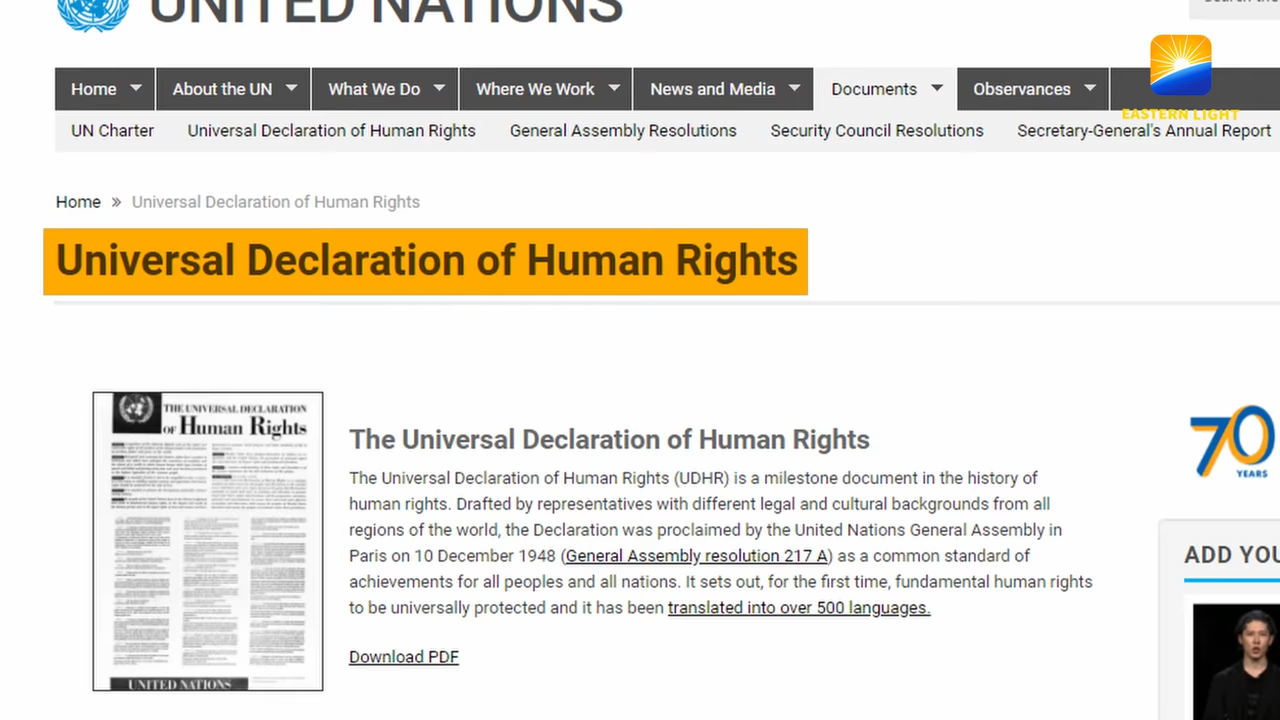 UNITED NATIONS
Home
About the UN
What We Do
Where We Work
News and Media
Documents
Observances
EASTERN LIGHT
UN Charter
Universal Declaration of Human Rights
General Assembly Resolutions
Security Council Resolutions
Secretary-General's Annual Report
Home » Universal Declaration of Human Rights
Universal Declaration of Human Rights
THE UNIVERSAL DECLARATION
OF Human Rights
UNITED NATIONS
The Universal Declaration of Human Rights
The Universal Declaration of Human Rights (UDHR) is a milestone document in the history of
human rights. Drafted by representatives with different legal and cultural backgrounds from all
regions of the world, the Declaration was proclaimed by the United Nations General Assembly in
Paris on 10 December 1948 (General Assembly resolution 217 A) as a common standard of
achievements for all peoples and all nations. It sets out, for the first time, fundamental human rights
to be universally protected and it has been translated into over 500 languages.
Download PDF
70
YEARS
ADD YOU